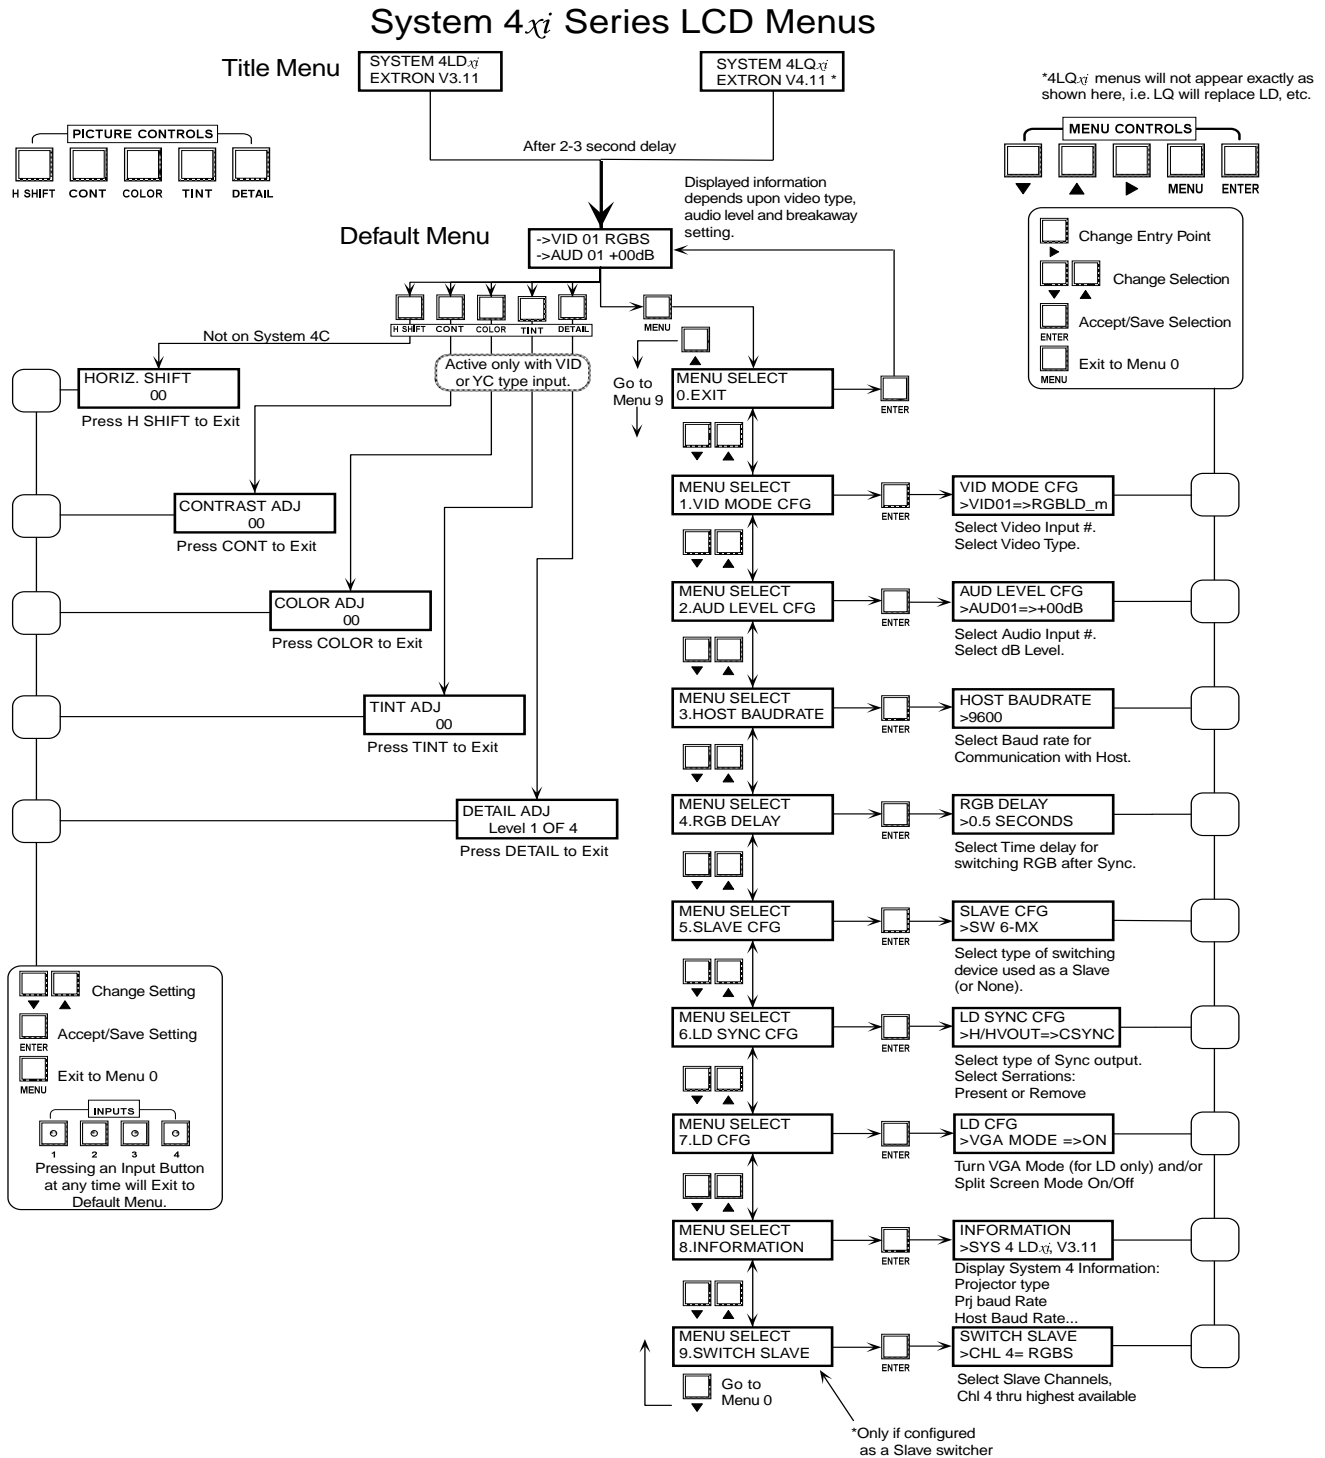 System 4xi Series LCD Menus
Title Menu
SYSTEM 4LDxi
EXTRON V3.11
SYSTEM 4LQxi
EXTRON V4.11 *
*4LQxi menus will not appear exactly as
shown here, i.e. LQ will replace LD, etc.
PICTURE CONTROLS
H SHIFT CONT COLOR TINT DETAIL
MENU CONTROLS
MENU ENTER
After 2-3 second delay
Displayed information
depends upon video type,
audio level and breakaway
setting.
Default Menu
->VID 01 RGBS
->AUD 01 +00dB
Change Entry Point
Change Selection
Accept/Save Selection
ENTER
Exit to Menu 0
MENU
H SHIFT CONT COLOR TINT DETAIL
MENU
Not on System 4C
Active only with VID
or YC type input.
Go to
Menu 9
HORIZ. SHIFT
00
Press H SHIFT to Exit
CONTRAST ADJ
00
Press CONT to Exit
COLOR ADJ
00
Press COLOR to Exit
TINT ADJ
00
Press TINT to Exit
DETAIL ADJ
Level 1 OF 4
Press DETAIL to Exit
MENU SELECT
0.EXIT
ENTER
MENU SELECT
1.VID MODE CFG
ENTER
VID MODE CFG
>VID01=>RGBLD_m
Select Video Input #.
Select Video Type.
MENU SELECT
2.AUD LEVEL CFG
ENTER
AUD LEVEL CFG
>AUD01=>+00dB
Select Audio Input #.
Select dB Level.
MENU SELECT
3.HOST BAUDRATE
ENTER
HOST BAUDRATE
>9600
Select Baud rate for
Communication with Host.
MENU SELECT
4.RGB DELAY
ENTER
RGB DELAY
>0.5 SECONDS
Select Time delay for
switching RGB after Sync.
MENU SELECT
5.SLAVE CFG
ENTER
SLAVE CFG
>SW 6-MX
Select type of switching
device used as a Slave
(or None).
MENU SELECT
6.LD SYNC CFG
ENTER
LD SYNC CFG
>H/HVOUT=>CSYNC
Select type of Sync output.
Select Serrations:
Present or Remove
MENU SELECT
7.LD CFG
ENTER
LD CFG
>VGA MODE =>ON
Turn VGA Mode (for LD only) and/or
Split Screen Mode On/Off
MENU SELECT
8.INFORMATION
ENTER
INFORMATION
>SYS 4 LDxi, V3.11
Display System 4 Information:
Projector type
Prj baud Rate
Host Baud Rate...
MENU SELECT
9.SWITCH SLAVE
ENTER
SWITCH SLAVE
>CHL 4= RGBS
Select Slave Channels,
Chl 4 thru highest available
Go to
Menu 0
*Only if configured
as a Slave switcher
Change Setting
Accept/Save Setting
ENTER
Exit to Menu 0
MENU
INPUTS
1 2 3 4
Pressing an Input Button
at any time will Exit to
Default Menu.